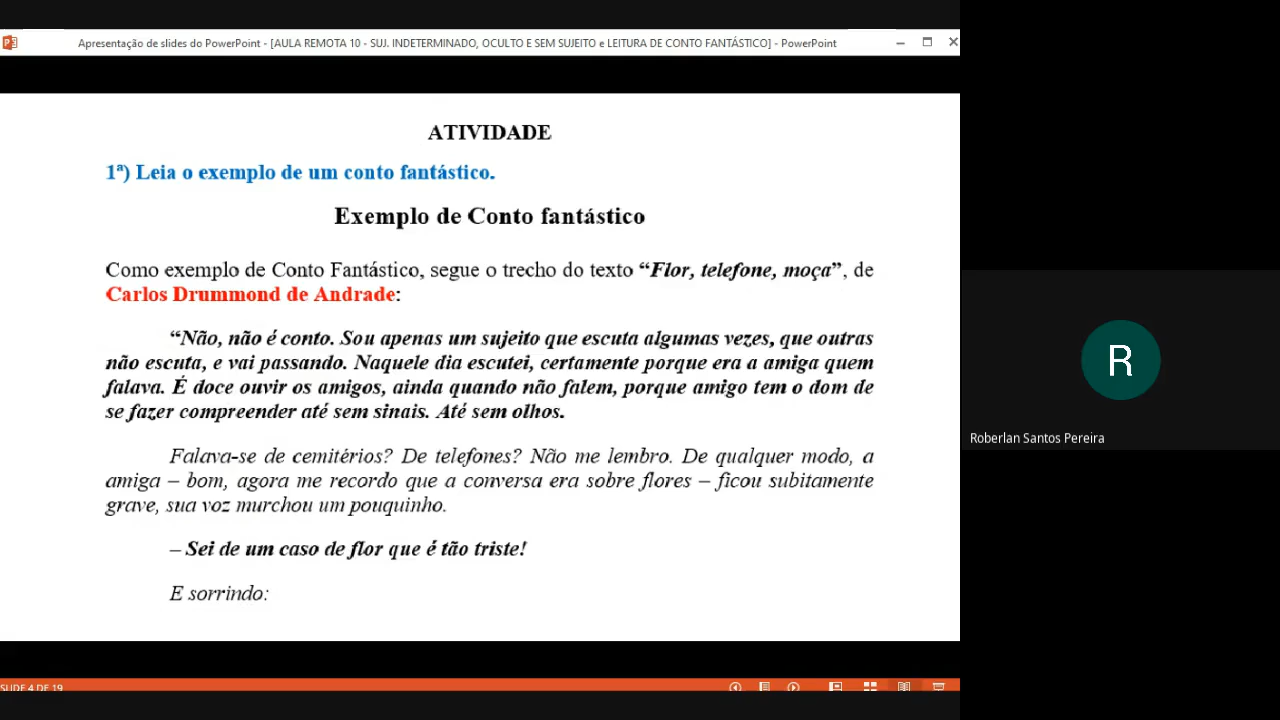 Apresentação de slides do PowerPoint - [AULA REMOTA 10 - SUJ. INDETERMINADO, OCULTO E SEM SUJEITO e LEITURA DE CONTO FANTÁSTICO] - PowerPoint
ATIVIDADE
1ª) Leia o exemplo de um conto fantástico.
Exemplo de Conto fantástico
Como exemplo de Conto Fantástico, segue o trecho do texto “Flor, telefone, moça”, de
Carlos Drummond de Andrade:
“Não, não é conto. Sou apenas um sujeito que escuta algumas vezes, que outras
não escuta, e vai passando. Naquele dia escutei, certamente porque era a amiga quem
falava. É doce ouvir os amigos, ainda quando não falem, porque amigo tem o dom de
se fazer compreender até sem sinais. Até sem olhos.
Falava-se de cemitérios? De telefones? Não me lembro. De qualquer modo, a
amiga – bom, agora me recordo que a conversa era sobre flores – ficou subitamente
grave, sua voz murchou um pouquinho.
– Sei de um caso de flor que é tão triste!
E sorrindo:
SLIDE 4 DE 19
R
Roberlan Santos Pereira